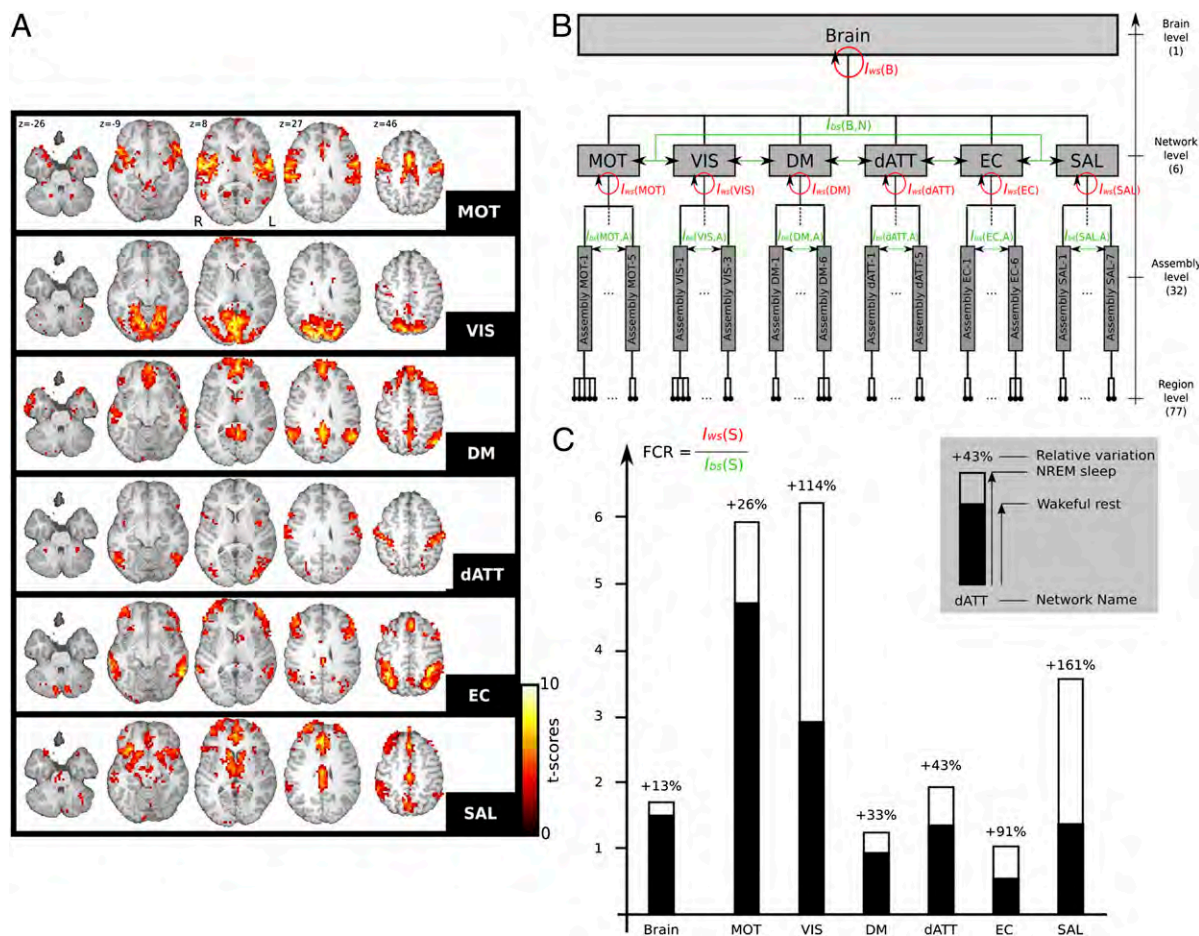 A
z=-26 z=-9 z=8 z=27 z=46
R L
MOT
VIS
DM
dATT
EC
SAL
10
t-scores
0
B
Brain
Iws(B)
Ibs(B,N)
MOT VIS DM dATT EC SAL
Iws(MOT) Iws(VIS) Iws(DM) Iws(dATT) Iws(EC) Iws(SAL)
Ibs(MOT,A) Ibs(VIS,A) Ibs(DM,A) Ibs(dATT,A) Ibs(EC,A) Ibs(SAL,A)
Assembly MOT-1 ... Assembly MOT-5 Assembly VIS-1 ... Assembly VIS-3 Assembly DM-1 ... Assembly DM-6 Assembly dATT-1 ... Assembly dATT-5 Assembly EC-1 ... Assembly EC-6 Assembly SAL-1 ... Assembly SAL-7
... ... ... ... ... ...
Brain
level
(1)
Network
level
(6)
Assembly
level
(32)
Region
level
(77)
C
FCR = Iws(S)
Ibs(S)
6
5
4
3
2
1
+13%
+26%
+114%
+33%
+43%
+91%
+161%
Brain MOT VIS DM dATT EC SAL
+43% Relative variation
NREM sleep
Wakeful rest
dATT Network Name